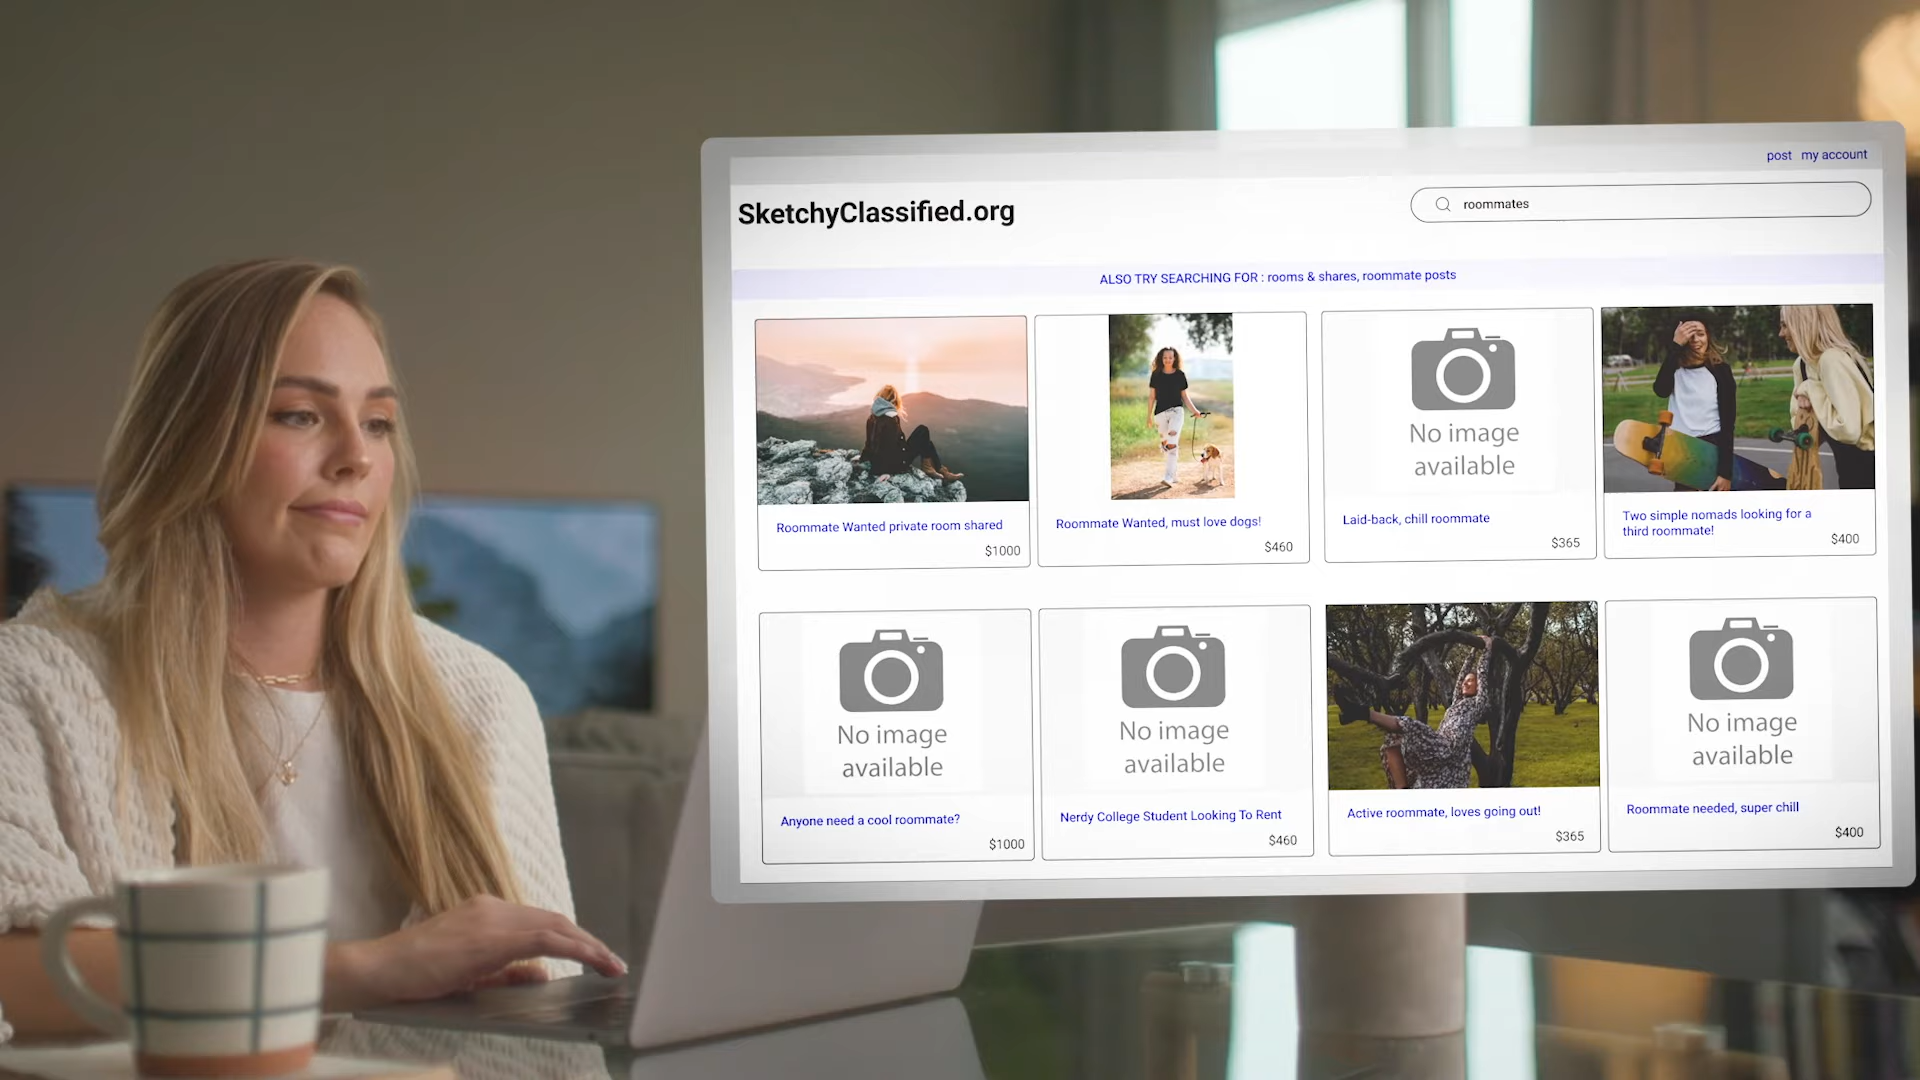 post my account
SketchyClassified.org
roommates
ALSO TRY SEARCHING FOR : rooms & shares, roommate posts
Roommate Wanted private room shared
$1000
Roommate Wanted, must love dogs!
$460
No image
available
Laid-back, chill roommate
$365
Two simple nomads looking for a
third roommate!
$400
No image
available
Anyone need a cool roommate?
$1000
No image
available
Nerdy College Student Looking To Rent
$460
Active roommate, loves going out!
$365
No image
available
Roommate needed, super chill
$400